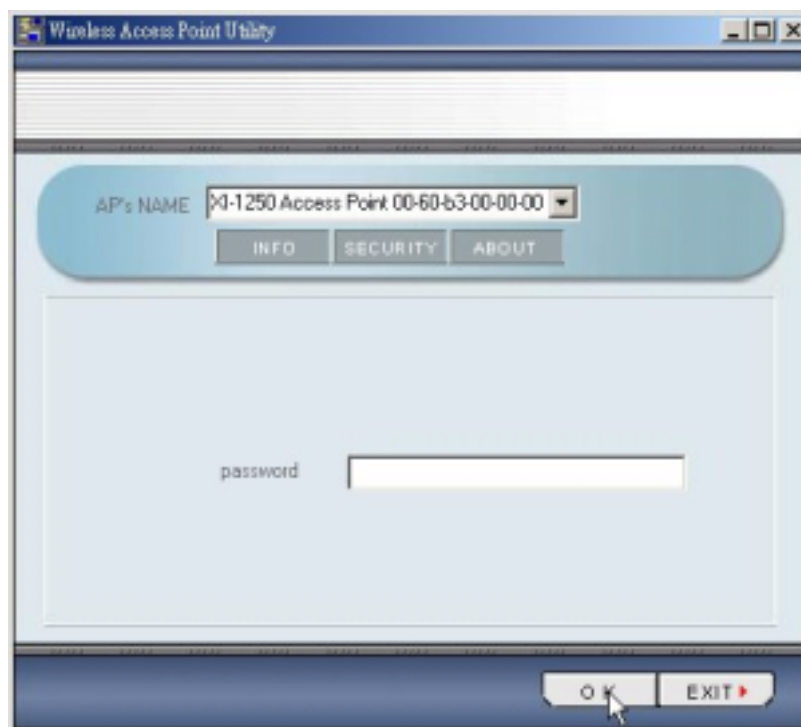 Wireless Access Point Utility
AP's NAME XI-1250 Access Point 00-60-b3-00-00-00
INFO SECURITY ABOUT
password
OK EXIT